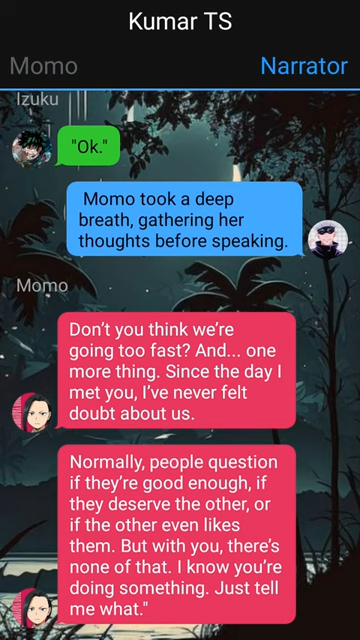 Kumar TS
Momo
Narrator
Izuku
"Ok."
Momo took a deep
breath, gathering her
thoughts before speaking.
Momo
Don't you think we're
going too fast? And... one
more thing. Since the day I
met you, I've never felt
doubt about us.
Normally, people question
if they're good enough, if
they deserve the other, or
if the other even likes
them. But with you, there's
none of that. I know you're
doing something. Just tell
me what."